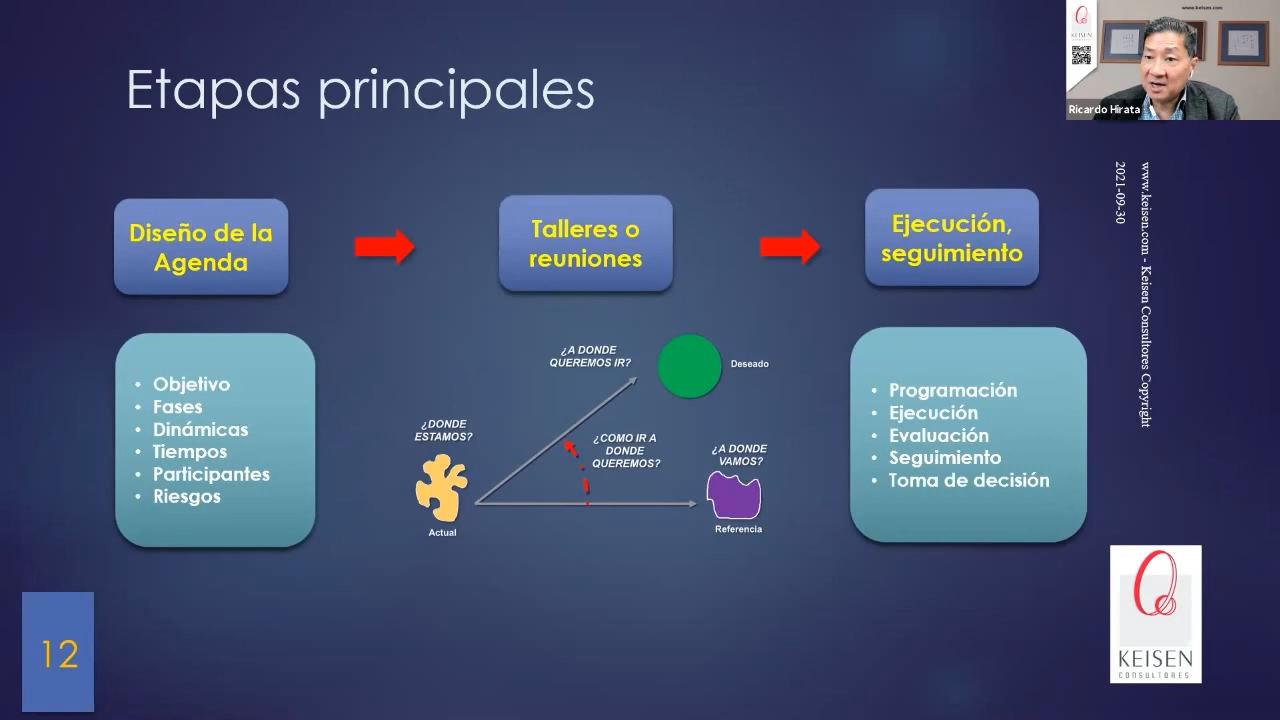 Etapas principales
www.keisen.com
KEISEN
Ricardo Hirata
Diseño de la
Agenda
Talleres o
reuniones
Ejecución,
seguimiento
• Objetivo
• Fases
• Dinámicas
• Tiempos
• Participantes
• Riesgos
¿A DONDE
QUEREMOS IR?
Deseado
¿DONDE
ESTAMOS?
¿COMO IR A
DONDE
QUEREMOS?
¿A DONDE
VAMOS?
Actual
Referencia
• Programación
• Ejecución
• Evaluación
• Seguimiento
• Toma de decisión
www.keisen.com - Keisen Consultores Copyright
2021-09-30
KEISEN
CONSULTORES
12